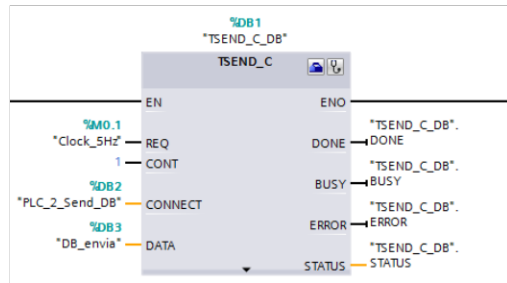 %DB1
"TSEND_C_DB"
TSEND_C
EN
ENO
%M0.1
"Clock_5Hz"
REQ
"TSEND_C_DB".
DONE
DONE
1
CONT
"TSEND_C_DB".
BUSY
BUSY
%DB2
"PLC_2_Send_DB"
CONNECT
"TSEND_C_DB".
ERROR
ERROR
%DB3
"DB_envia"
DATA
"TSEND_C_DB".
STATUS
STATUS